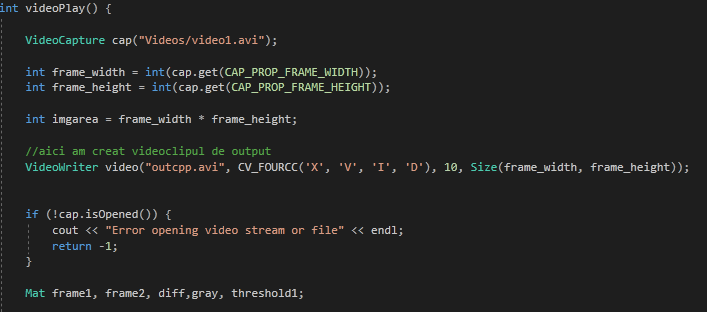 int videoPlay() {
VideoCapture cap("Videos/video1.avi");
int frame_width = int(cap.get(CAP_PROP_FRAME_WIDTH));
int frame_height = int(cap.get(CAP_PROP_FRAME_HEIGHT));
int imgarea = frame_width * frame_height;
//aici am creat videoclipul de output
VideoWriter video("outcpp.avi", CV_FOURCC('X', 'V', 'I', 'D'), 10, Size(frame_width, frame_height));
if (!cap.isOpened()) {
cout << "Error opening video stream or file" << endl;
return -1;
}
Mat frame1, frame2, diff,gray, threshold1;